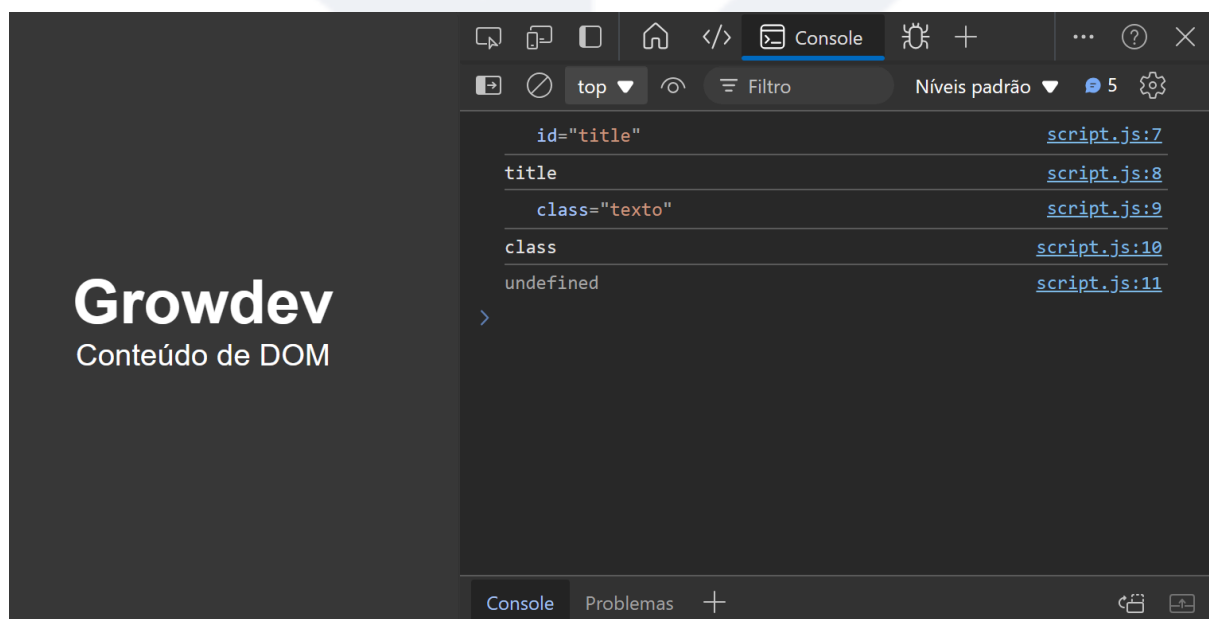 Growdev
Conteúdo de DOM
Console
top
Filtro
Níveis padrão
5
id="title" script.js:7
title script.js:8
class="texto" script.js:9
class script.js:10
undefined script.js:11
Console Problemas